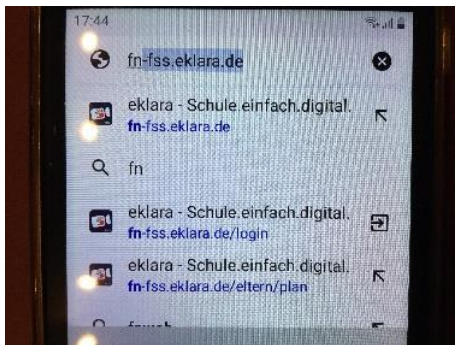 17:44
fn-fss.eklara.de
eklara - Schule.einfach.digital.
fn-fss.eklara.de
fn
eklara - Schule.einfach.digital.
fn-fss.eklara.de/login
eklara - Schule.einfach.digital.
fn-fss.eklara.de/eltern/plan